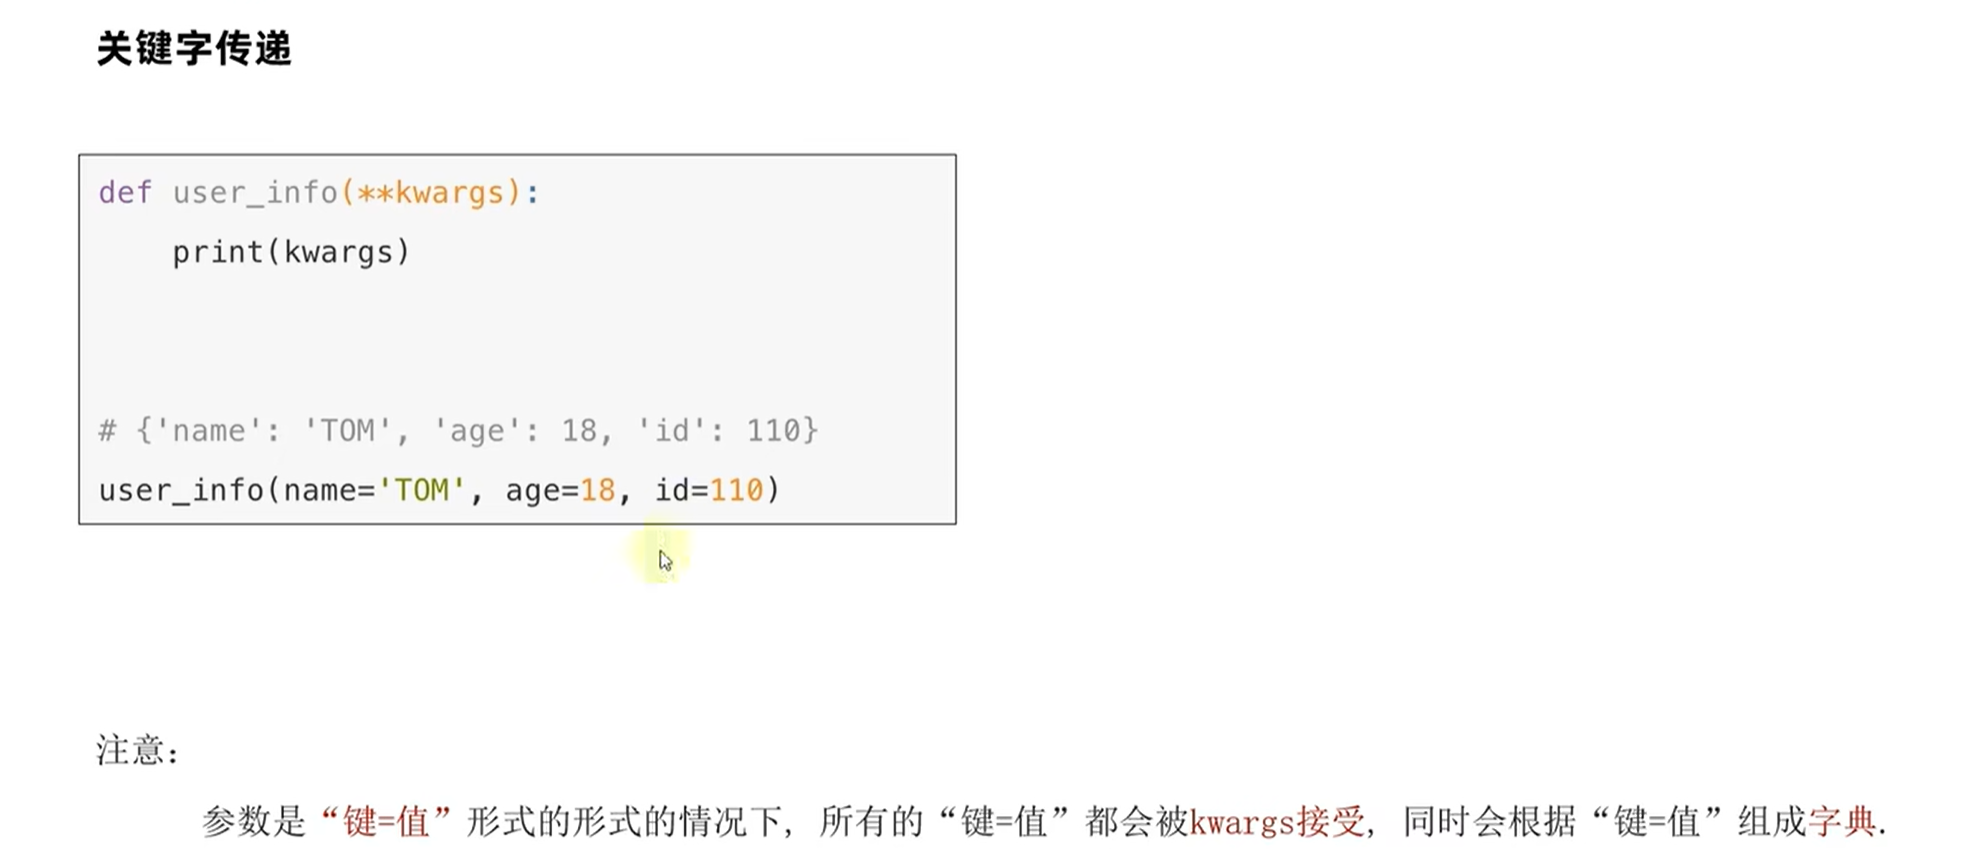 关键字传递
def user_info(**kwargs):
    print(kwargs)
# {'name': 'TOM', 'age': 18, 'id': 110}
user_info(name='TOM', age=18, id=110)
注意：
参数是“键=值”形式的形式的情况下, 所有的“键=值”都会被kwargs接受, 同时会根据“键=值”组成字典.